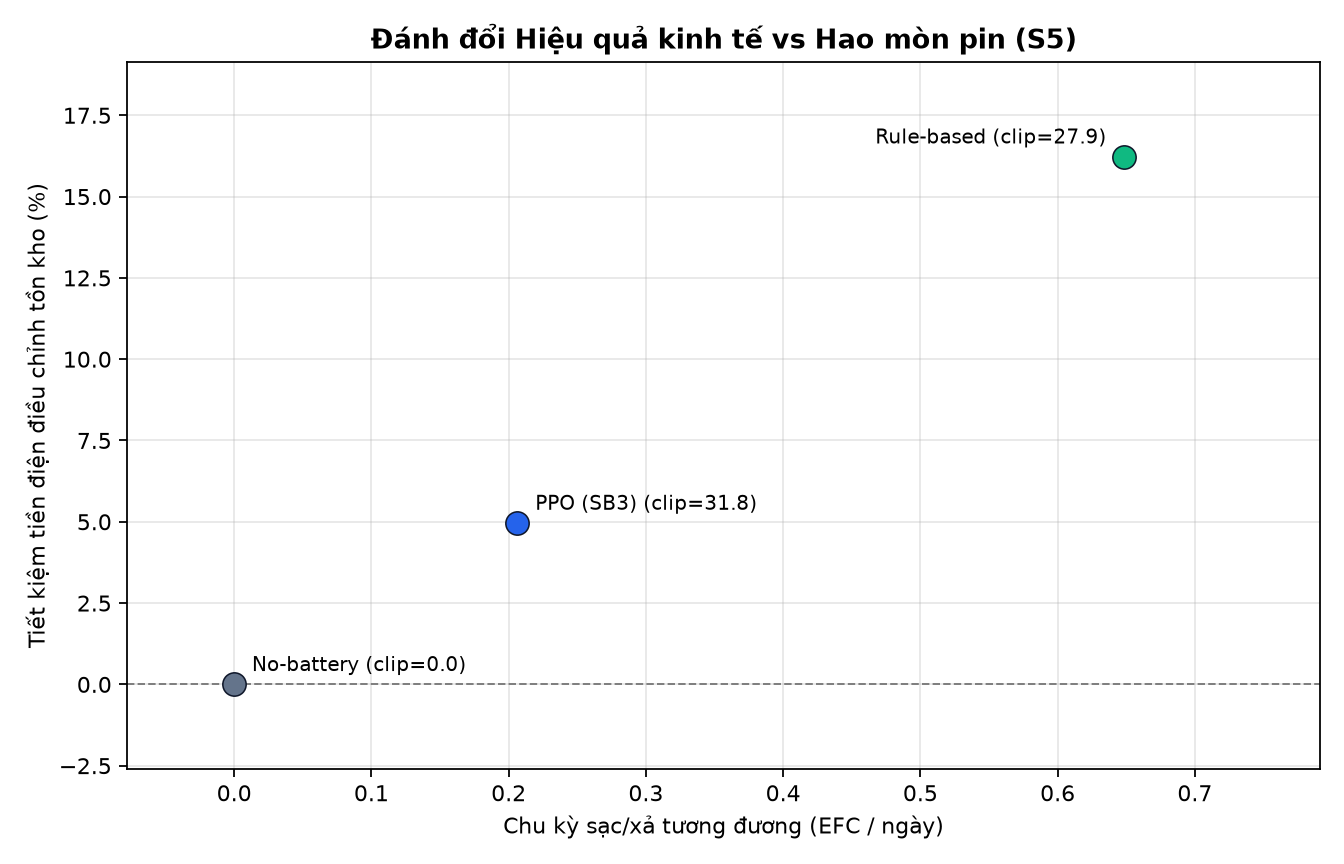 Đánh đổi Hiệu quả kinh tế vs Hao mòn pin (S5)
Tiết kiệm tiền điện điều chỉnh tồn kho (%)
17.5
15.0
12.5
10.0
7.5
5.0
2.5
0.0
−2.5
Rule-based (clip=27.9)
PPO (SB3) (clip=31.8)
No-battery (clip=0.0)
0.0 0.1 0.2 0.3 0.4 0.5 0.6 0.7
Chu kỳ sạc/xả tương đương (EFC / ngày)